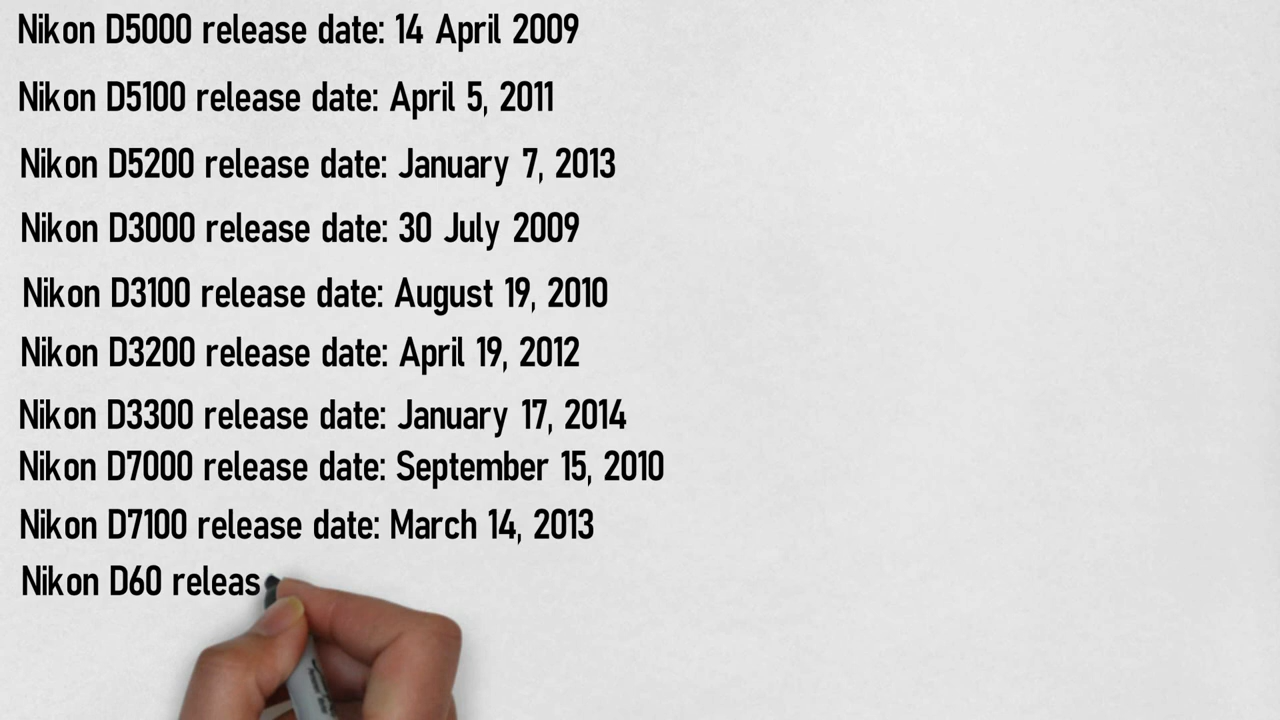 Nikon D5000 release date: 14 April 2009
Nikon D5100 release date: April 5, 2011
Nikon D5200 release date: January 7, 2013
Nikon D3000 release date: 30 July 2009
Nikon D3100 release date: August 19, 2010
Nikon D3200 release date: April 19, 2012
Nikon D3300 release date: January 17, 2014
Nikon D7000 release date: September 15, 2010
Nikon D7100 release date: March 14, 2013
Nikon D60 releas